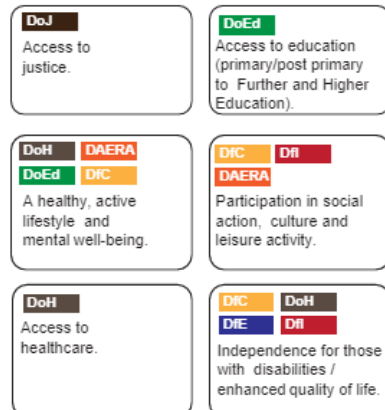 DoJ
Access to
justice.
DoEd
Access to education
(primary/post primary
to Further and Higher
Education).
DoH DAERA
DoEd DfC
A healthy, active
lifestyle and
mental well-being.
DfC DfI
DAERA
Participation in social
action, culture and
leisure activity.
DoH
Access to
healthcare.
DfC DoH
DfE DfI
Independence for those
with disabilities /
enhanced quality of life.